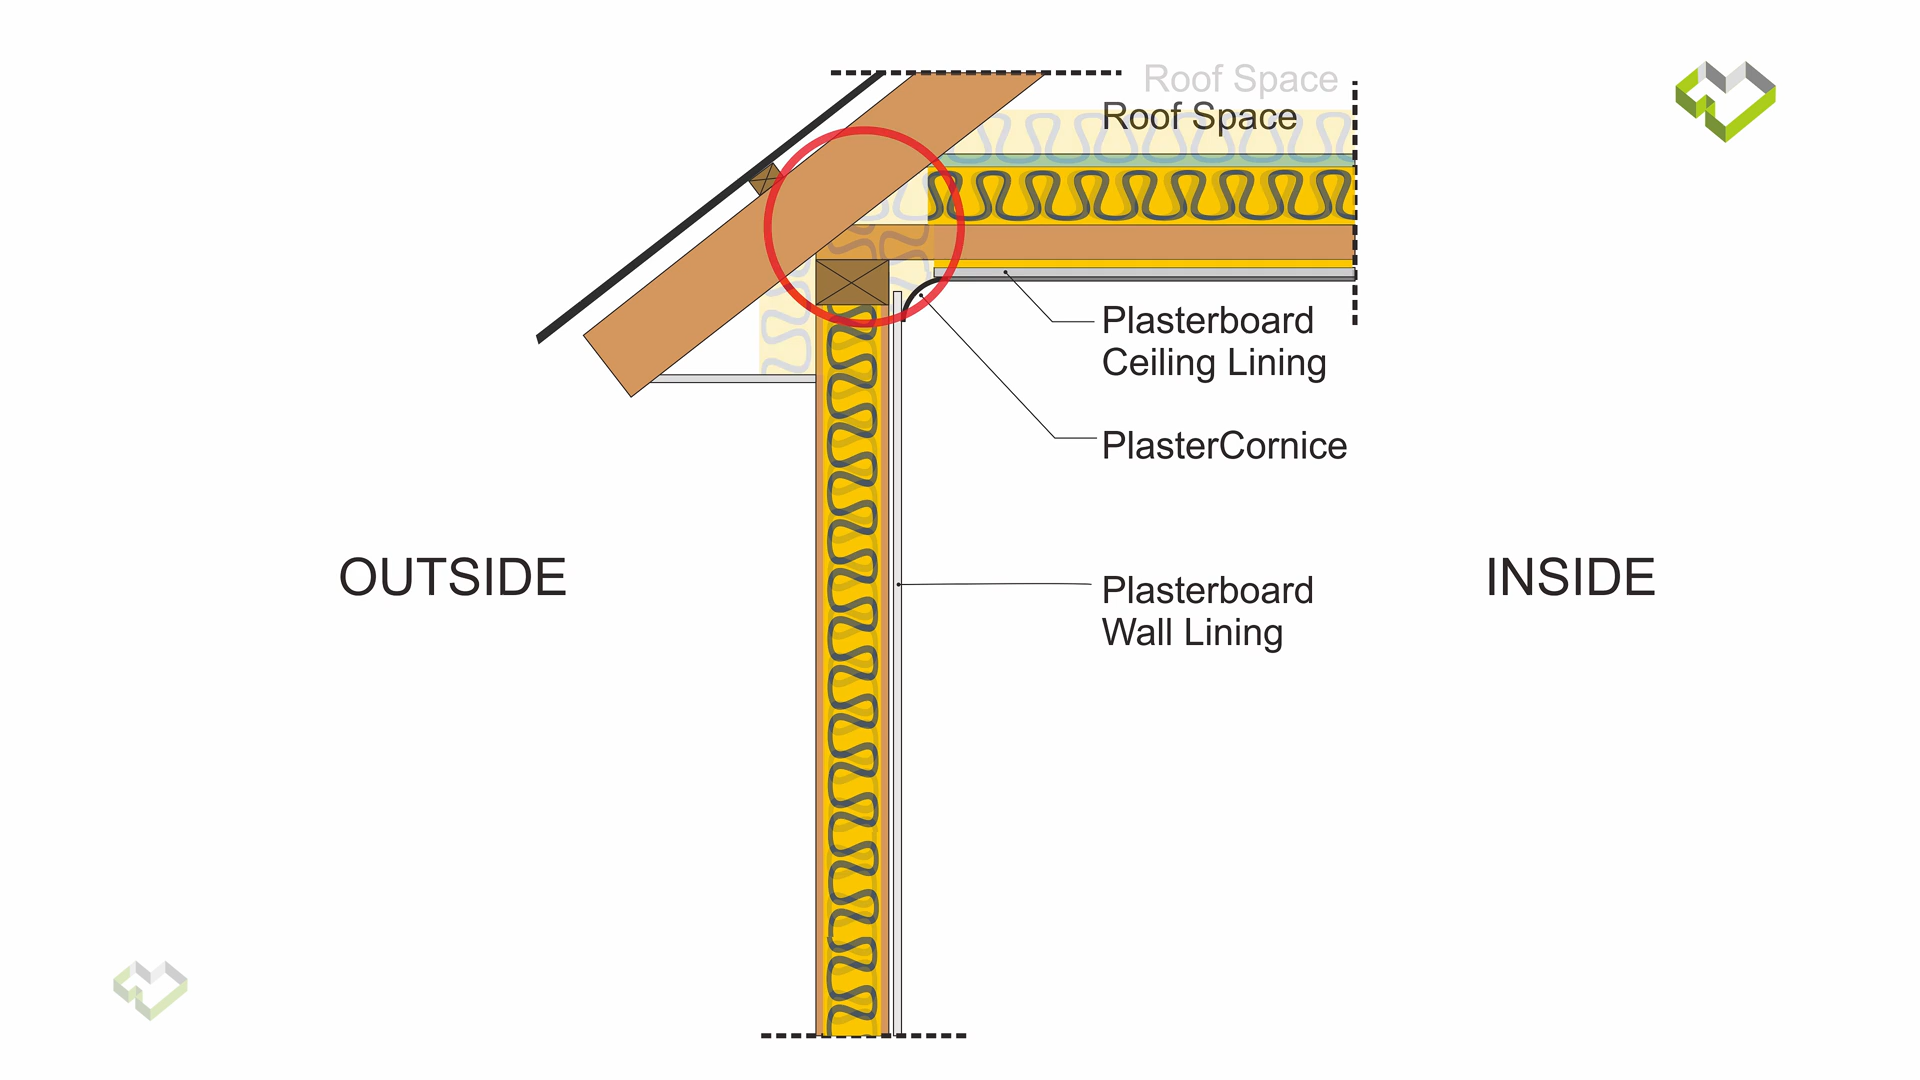 Roof Space
Roof Space
Plasterboard
Ceiling Lining
PlasterCornice
OUTSIDE
INSIDE
Plasterboard
Wall Lining